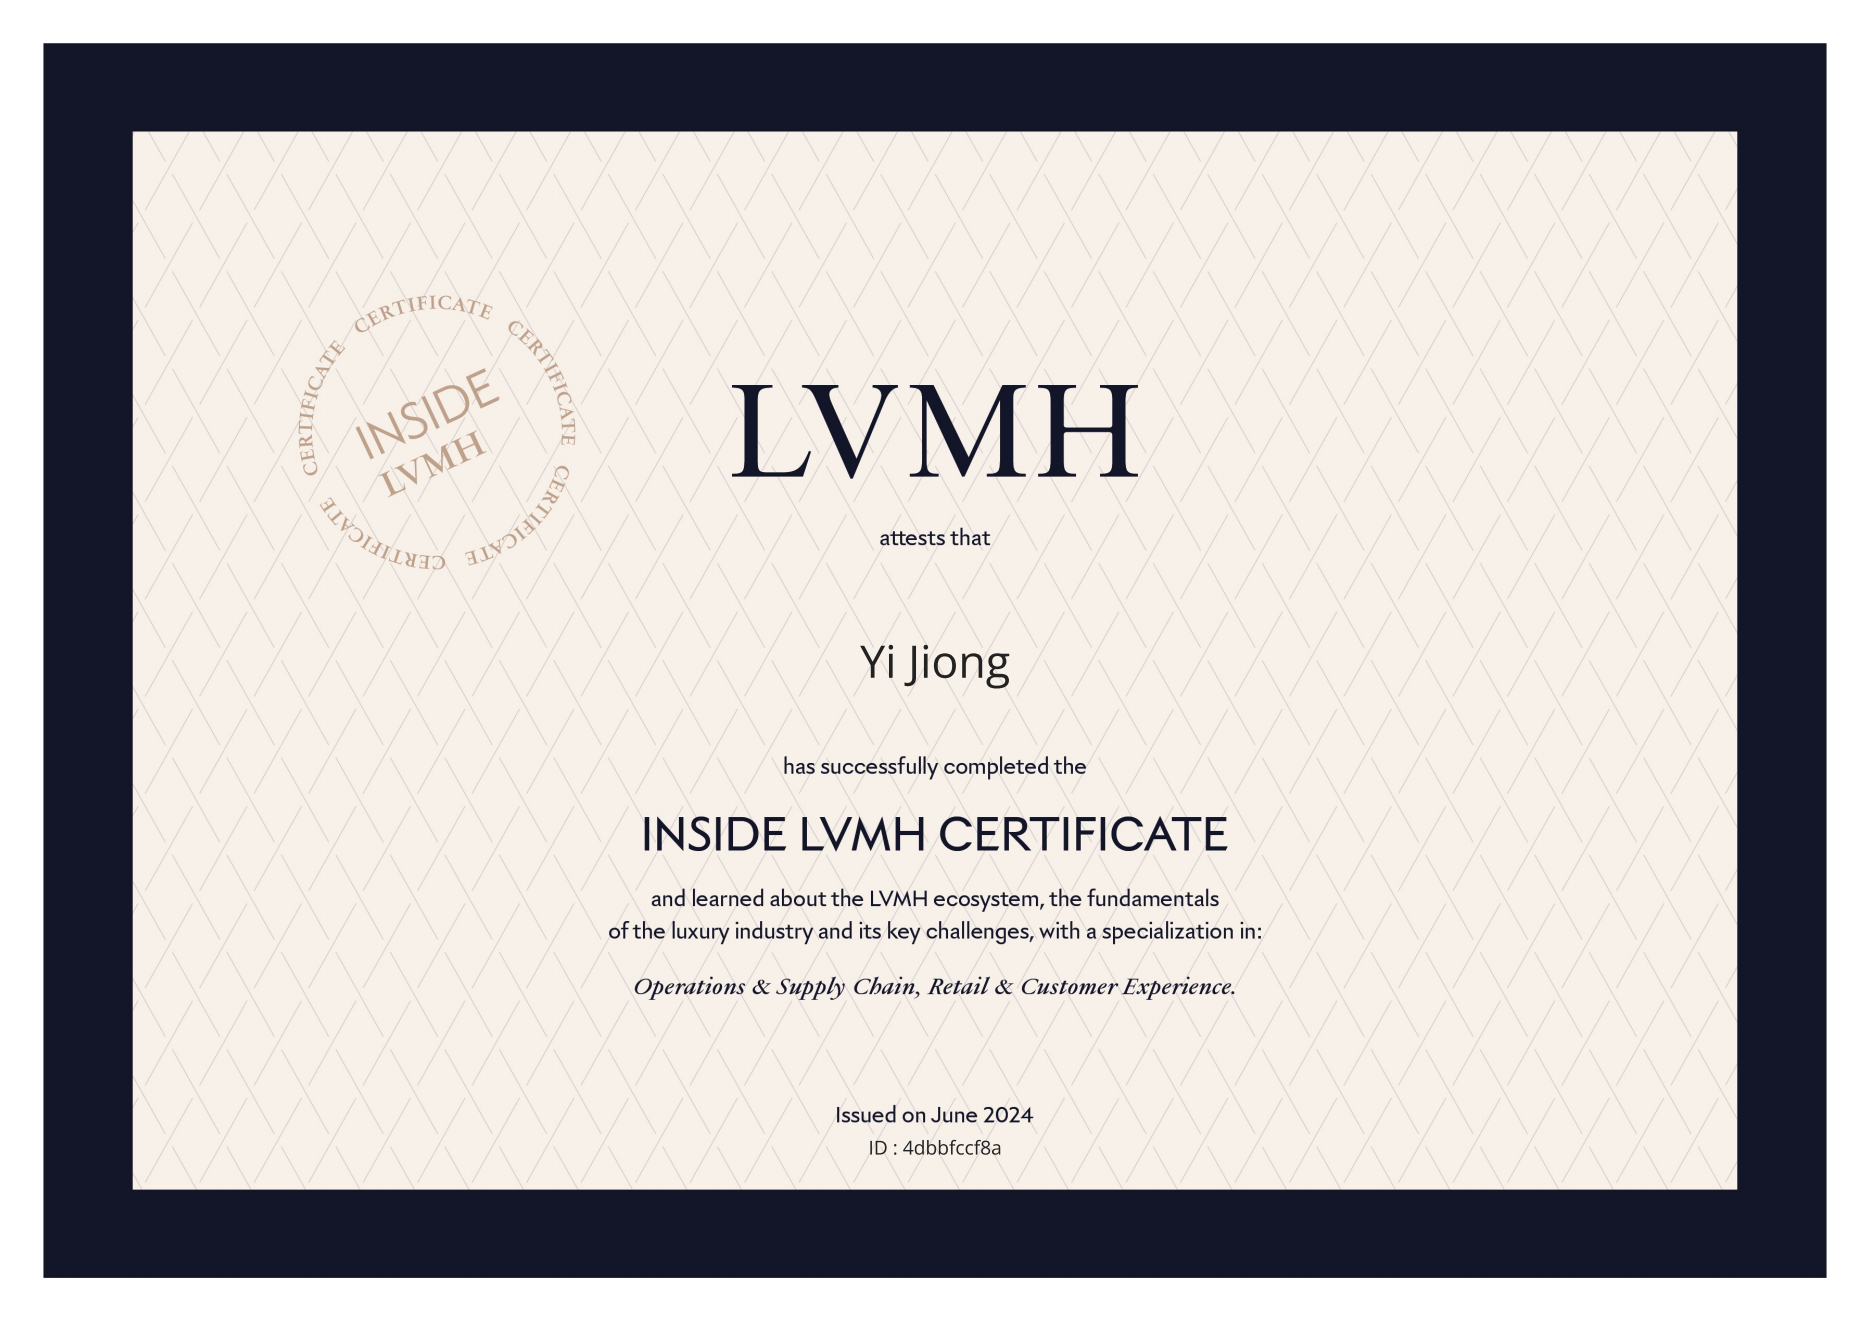 CERTIFICATE CERTIFICATE CERTIFICATE CERTIFICATE CERTIFICATE
INSIDE
LVMH
LVMH
attests that
Yi Jiong
has successfully completed the
INSIDE LVMH CERTIFICATE
and learned about the LVMH ecosystem, the fundamentals
of the luxury industry and its key challenges, with a specialization in:
Operations & Supply Chain, Retail & Customer Experience.
Issued on June 2024
ID : 4dbbfccf8a